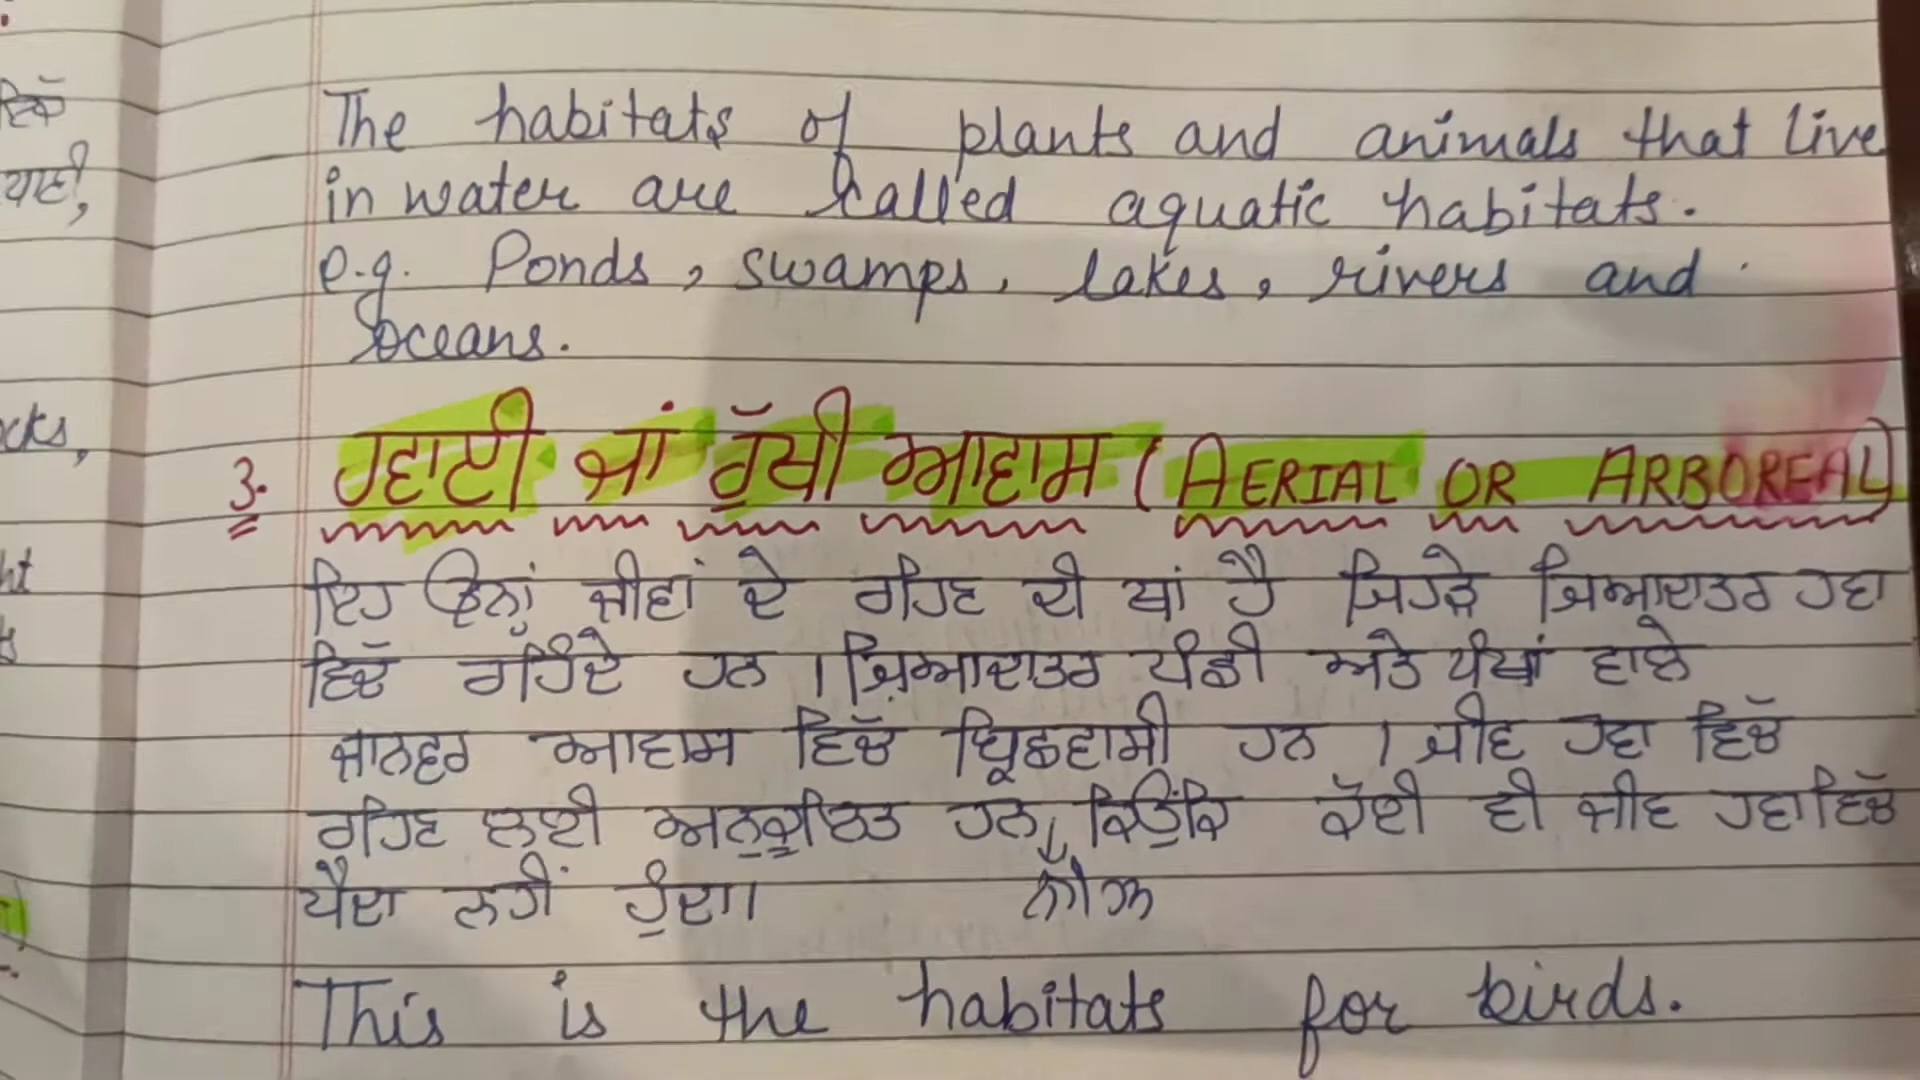 The habitats of plants and animals that live
in water are called aquatic habitats.
e.g. Ponds, swamps, lakes, rivers and
oceans.
3. ਹਵਾਈ ਜਾਂ ਰੁੱਖੀ ਆਵਾਸ (AERIAL OR ARBOREAL)
ਇਹ ਉਨ੍ਹਾਂ ਜੀਵਾਂ ਦੇ ਰਹਿਣ ਦੀ ਥਾਂ ਹੈ ਜਿਹੜੇ ਜ਼ਿਆਦਾਤਰ ਹਵਾ
ਵਿੱਚ ਰਹਿੰਦੇ ਹਨ । ਜ਼ਿਆਦਾਤਰ ਪੰਛੀ ਅਤੇ ਪੰਖਾਂ ਵਾਲੇ
ਜਾਨਵਰ ਆਵਾਸ ਵਿੱਚ ਹਨ । ਜੀਵ ਹਵਾ ਵਿੱਚ
ਰਹਿਣ ਲਈ ਅਨੁਕੂਲਿਤ ਹਨ, ਕਿਉਂਕਿ ਕੋਈ ਵੀ ਜੀਵ ਹਵਾ ਵਿੱਚ
ਪੈਦਾ ਨਹੀਂ ਹੁੰਦਾ।
This is the habitats for birds.